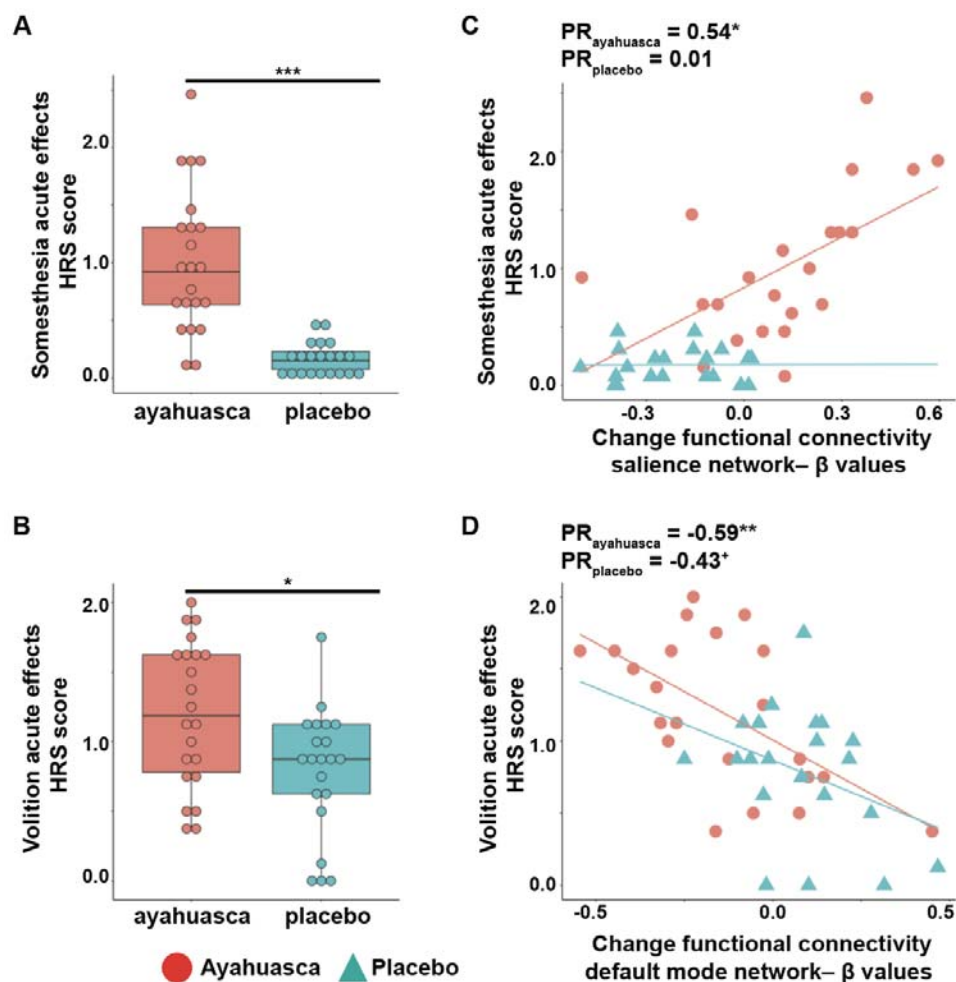 A
***
2.0
1.0
0.0
Somesthesia acute effects
HRS score
ayahuasca
placebo
C
PRayahuasca = 0.54*
PRplacebo = 0.01
2.0
1.0
0.0
Somesthesia acute effects
HRS score
-0.3
0.0
0.3
0.6
Change functional connectivity
salience network– β values
B
*
2.0
1.0
0.0
Volition acute effects
HRS score
ayahuasca
placebo
D
PRayahuasca = -0.59**
PRplacebo = -0.43+
2.0
1.0
0.0
Volition acute effects
HRS score
-0.5
0.0
0.5
Change functional connectivity
default mode network– β values
Ayahuasca
Placebo